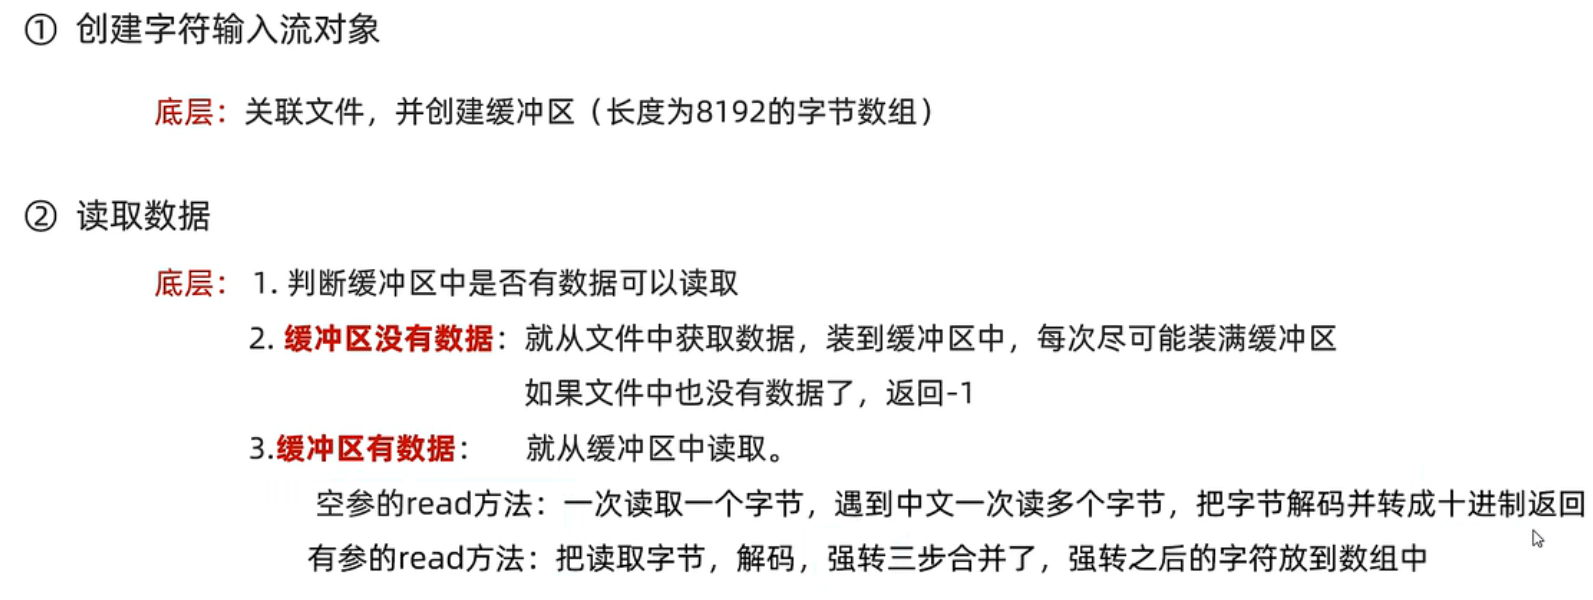 ① 创建字符输入流对象
底层：关联文件，并创建缓冲区（长度为8192的字节数组）
② 读取数据
底层： 1. 判断缓冲区中是否有数据可以读取
2. 缓冲区没有数据：就从文件中获取数据，装到缓冲区中，每次尽可能装满缓冲区
如果文件中也没有数据了，返回-1
3.缓冲区有数据： 就从缓冲区中读取。
空参的read方法：一次读取一个字节，遇到中文一次读多个字节，把字节解码并转成十进制返回
有参的read方法：把读取字节，解码，强转三步合并了，强转之后的字符放到数组中